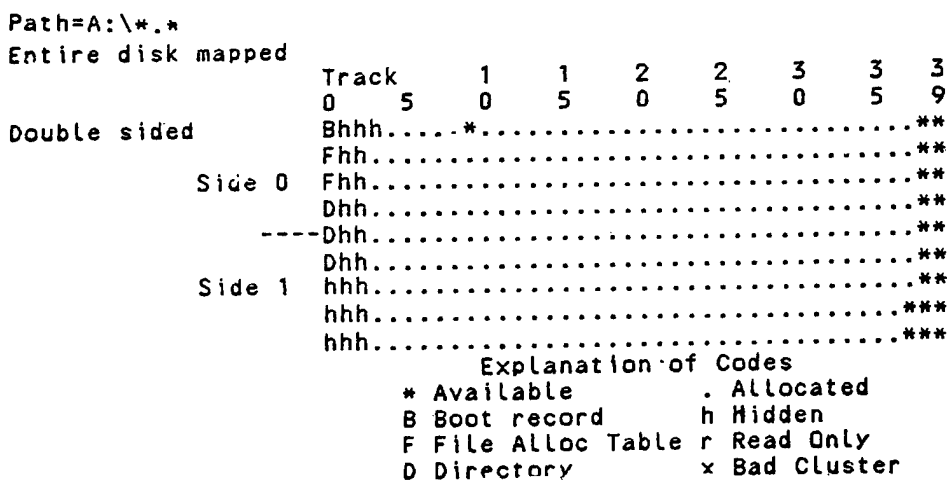 Path=A:\*.*
Entire disk mapped
Track 1 1 2 2 3 3 3
0 5 0 5 0 5 0 5 9
Double sided Bhhh.....*............................**
Fhh...................................**
Side 0 Fhh...................................**
Dhh...................................**
----Dhh...................................**
Dhh...................................**
Side 1 hhh...................................**
hhh..................................***
hhh..................................***
Explanation of Codes
* Available . Allocated
B Boot record h Hidden
F File Alloc Table r Read Only
D Directory x Bad Cluster